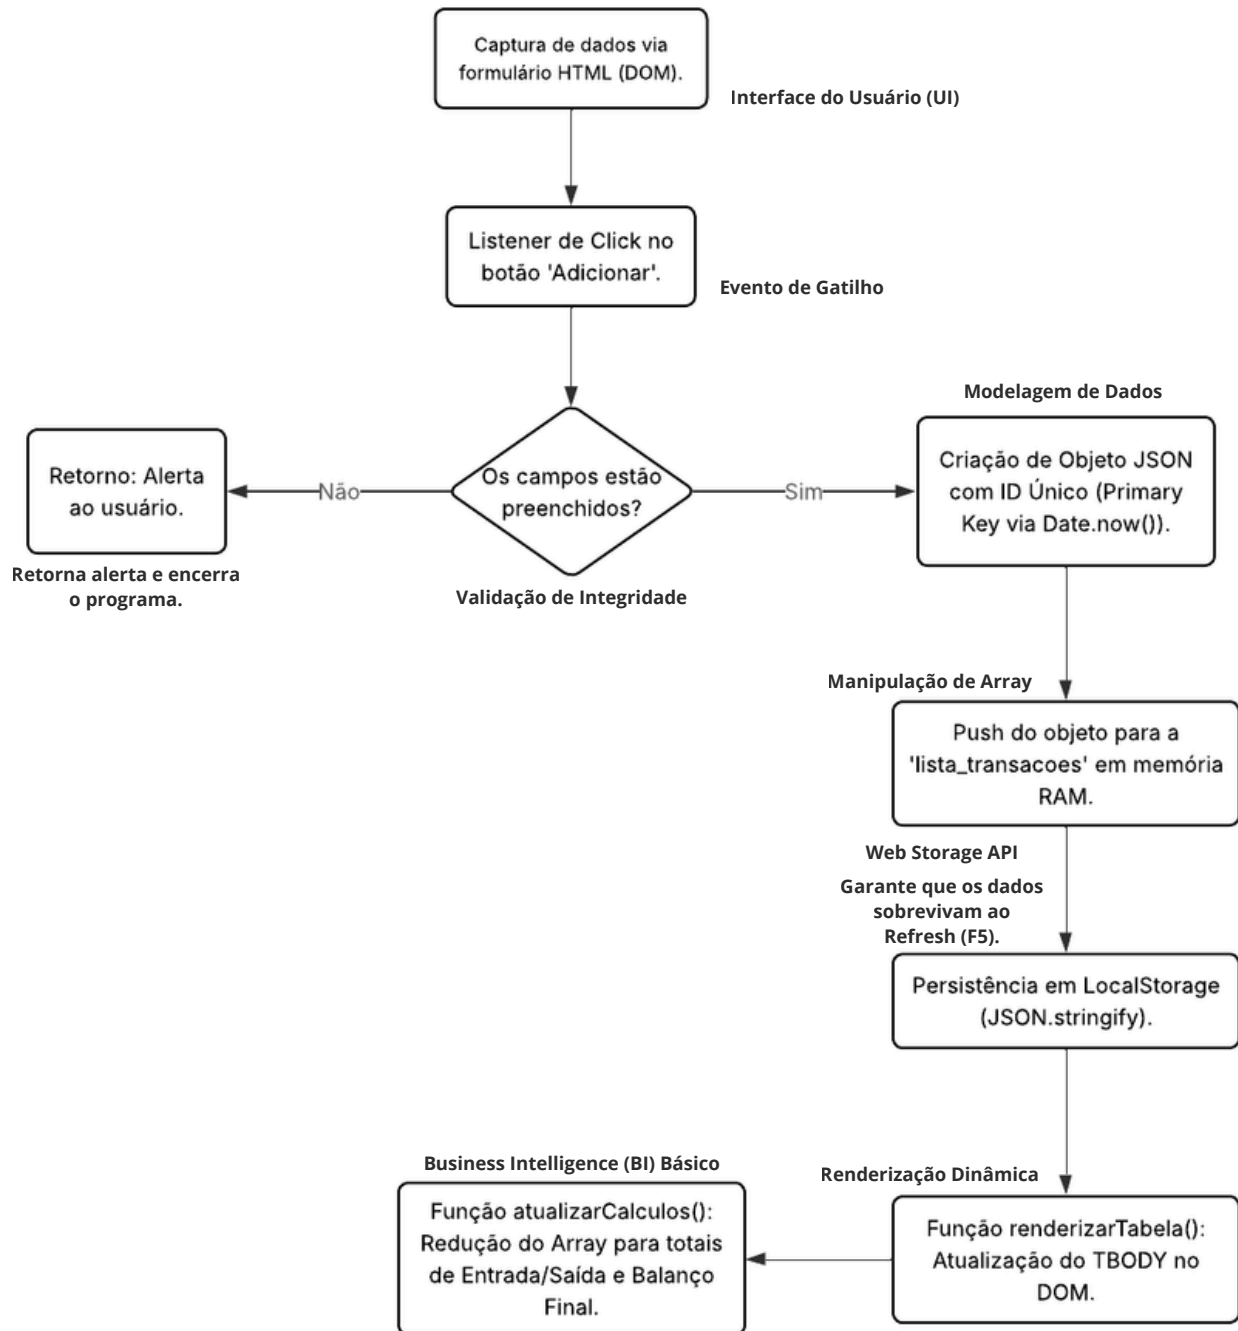 Captura de dados via
formulário HTML (DOM).
Interface do Usuário (UI)
Listener de Click no
botão 'Adicionar'.
Evento de Gatilho
Os campos estão
preenchidos?
Validação de Integridade
Não
Retorno: Alerta
ao usuário.
Retorna alerta e encerra
o programa.
Sim
Modelagem de Dados
Criação de Objeto JSON
com ID Único (Primary
Key via Date.now()).
Manipulação de Array
Push do objeto para a
'lista_transacoes' em memória
RAM.
Web Storage API
Garante que os dados
sobrevivam ao
Refresh (F5).
Persistência em LocalStorage
(JSON.stringify).
Renderização Dinâmica
Função renderizarTabela():
Atualização do TBODY no
DOM.
Business Intelligence (BI) Básico
Função atualizarCalculos():
Redução do Array para totais
de Entrada/Saída e Balanço
Final.